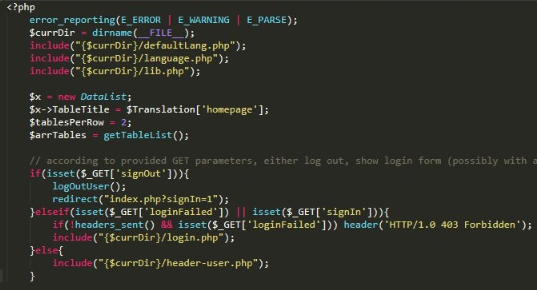 <?php
error_reporting(E_ERROR | E_WARNING | E_PARSE);
$currDir = dirname(__FILE__);
include("{$currDir}/defaultLang.php");
include("{$currDir}/language.php");
include("{$currDir}/lib.php");
$x = new DataList;
$x->TableTitle = $Translation['homepage'];
$tablesPerRow = 2;
$arrTables = getTableList();
// according to provided GET parameters, either log out, show login form (possibly with a
if(isset($_GET['signOut'])){
logOutUser();
redirect("index.php?signIn=1");
}elseif(isset($_GET['loginFailed']) || isset($_GET['signIn'])){
if(!headers_sent() && isset($_GET['loginFailed'])) header('HTTP/1.0 403 Forbidden');
include("{$currDir}/login.php");
}else{
include("{$currDir}/header-user.php");
}